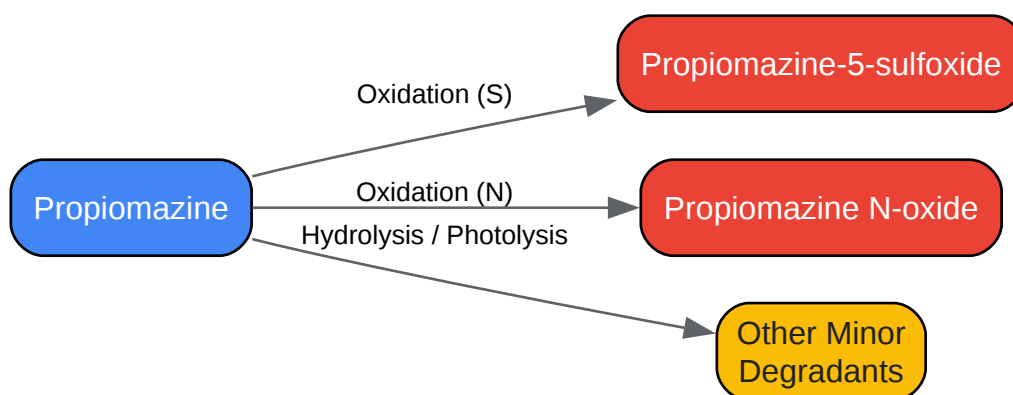 Propiomazine-5-sulfoxide
Oxidation (S)
Propiomazine
Oxidation (N)
Propiomazine N-oxide
Hydrolysis / Photolysis
Other Minor
Degradants